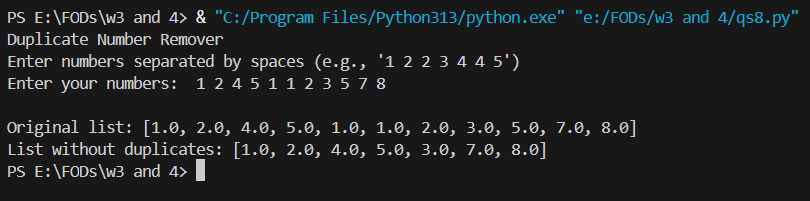 PS E:\FODs\w3 and 4> & "C:/Program Files/Python313/python.exe" "e:/FODs/w3 and 4/qs8.py"
Duplicate Number Remover
Enter numbers separated by spaces (e.g., '1 2 2 3 4 4 5')
Enter your numbers:  1 2 4 5 1 1 2 3 5 7 8
Original list: [1.0, 2.0, 4.0, 5.0, 1.0, 1.0, 2.0, 3.0, 5.0, 7.0, 8.0]
List without duplicates: [1.0, 2.0, 4.0, 5.0, 3.0, 7.0, 8.0]
PS E:\FODs\w3 and 4>